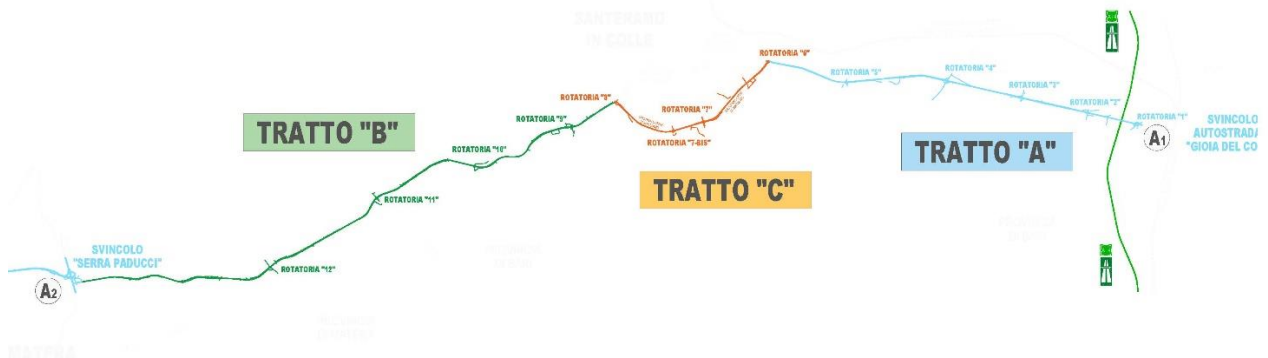 SANTERAMO
IN COLLE
ROTATORIA "6"
ROTATORIA "5"
ROTATORIA "4"
ROTATORIA "3"
ROTATORIA "2"
ROTATORIA "1"
SVINCOLO
AUTOSTRADA
"GIOIA DEL CO
A1
ROTATORIA "8"
ROTATORIA "7"
ROTATORIA "7-BIS"
ROTATORIA "9"
TRATTO "B"
TRATTO "A"
TRATTO "C"
ROTATORIA "10"
ROTATORIA "11"
SVINCOLO
"SERRA PADUCCI"
ROTATORIA "12"
A2
MATERA